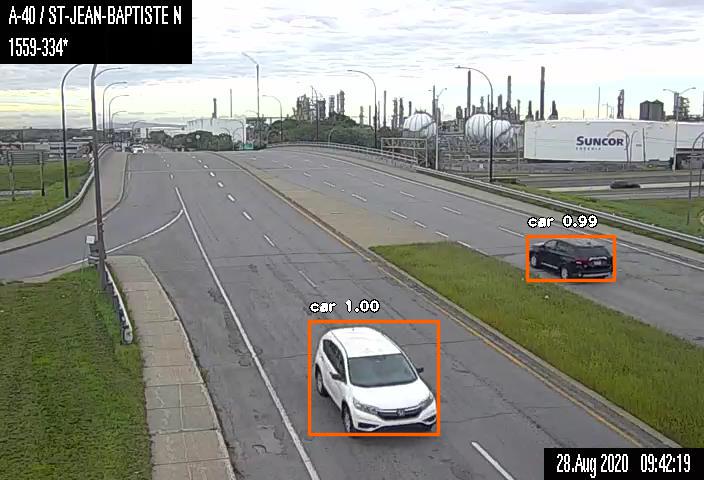 A-40 / ST-JEAN-BAPTISTE N
1559-334*
SUNCOR
car 0.99
car 1.00
28.Aug 2020 09:42:19